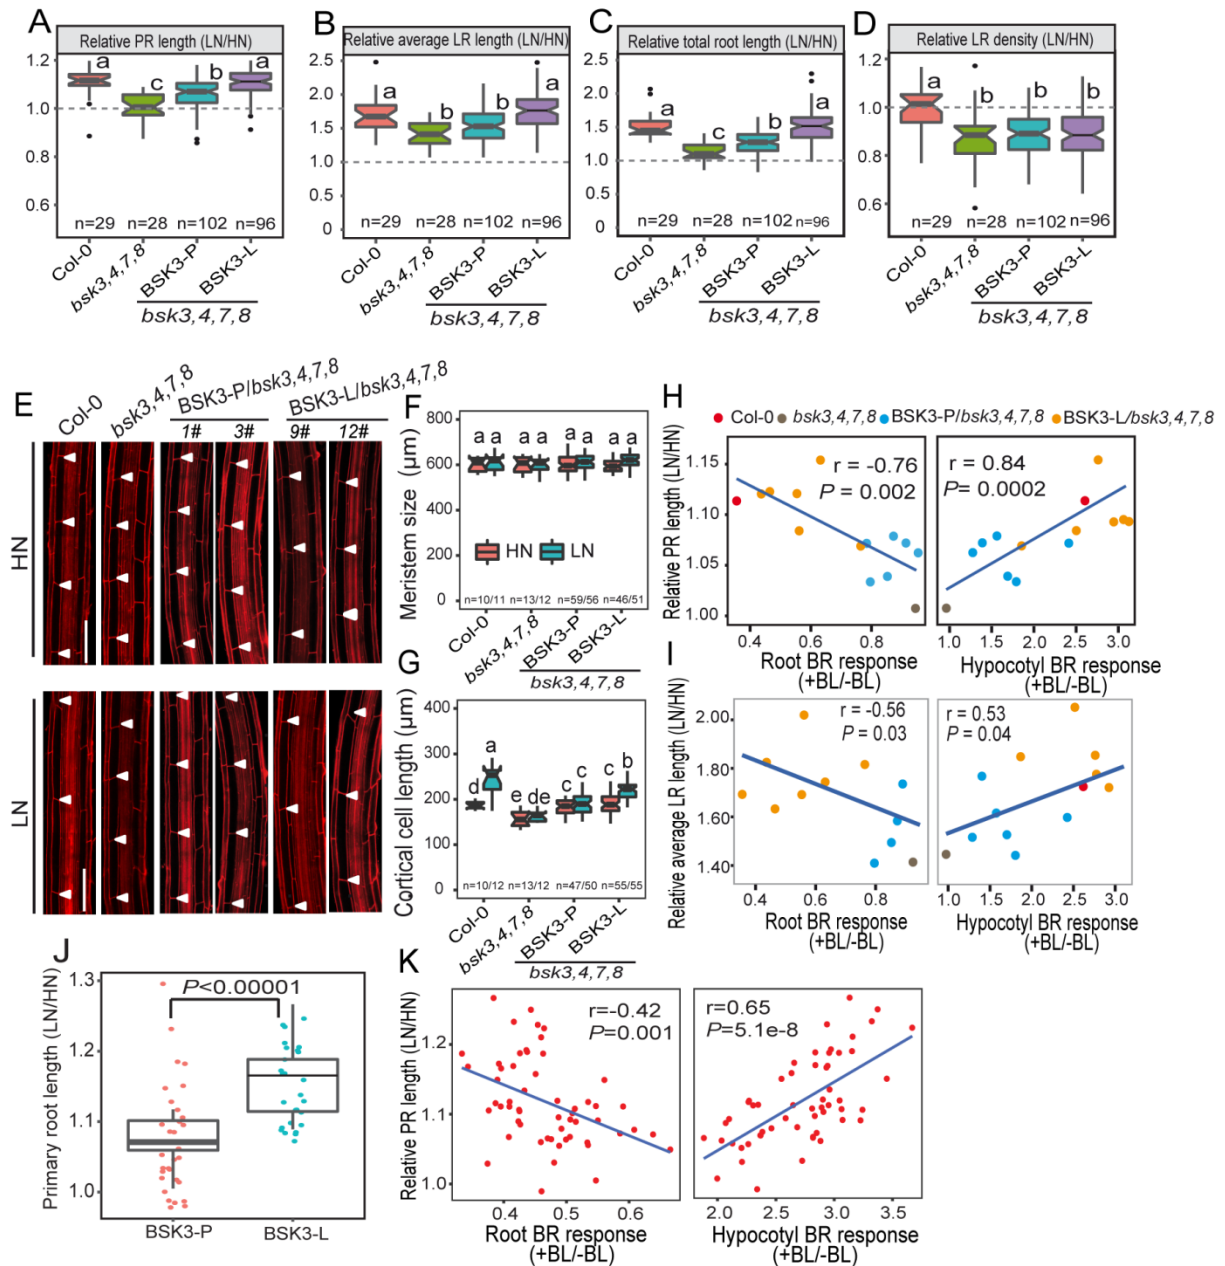 A
Relative PR length (LN/HN)
1.2
1.0
0.8
0.6
a
c
b
a
n=29
n=28
n=102
n=96
Col-0
bsk3,4,7,8
BSK3-P
BSK3-L
bsk3,4,7,8
B
Relative average LR length (LN/HN)
2.5
2.0
1.5
1.0
0.5
0
a
b
b
a
n=29
n=28
n=102
n=96
Col-0
bsk3,4,7,8
BSK3-P
BSK3-L
bsk3,4,7,8
C
Relative total root length (LN/HN)
2.5
2.0
1.5
1.0
0.5
0
a
c
b
a
n=29
n=28
n=102
n=96
Col-0
bsk3,4,7,8
BSK3-P
BSK3-L
bsk3,4,7,8
D
Relative LR density (LN/HN)
1.2
1.0
0.8
0.6
a
b
b
b
n=29
n=28
n=102
n=96
Col-0
bsk3,4,7,8
BSK3-P
BSK3-L
bsk3,4,7,8
E
Col-0
bsk3,4,7,8
BSK3-P/bsk3,4,7,8
BSK3-L/bsk3,4,7,8
1#
3#
9#
12#
HN
LN
F
Meristem size (μm)
800
600
400
200
0
a a a a a a a a
HN
LN
n=10/11
n=13/12
n=59/56
n=46/51
Col-0
bsk3,4,7,8
BSK3-P
BSK3-L
bsk3,4,7,8
G
Cortical cell length (μm)
400
300
200
100
0
d a e de c c c b
n=10/12
n=13/12
n=47/50
n=55/55
Col-0
bsk3,4,7,8
BSK3-P
BSK3-L
bsk3,4,7,8
H
Col-0
bsk3,4,7,8
BSK3-P/bsk3,4,7,8
BSK3-L/bsk3,4,7,8
Relative PR length (LN/HN)
1.15
1.10
1.05
1.00
r = -0.76
P = 0.002
0.4
0.6
0.8
Root BR response
(+BL/-BL)
r = 0.84
P= 0.0002
1.0
1.5
2.0
2.5
3.0
Hypocotyl BR response
(+BL/-BL)
I
Relative average LR length (LN/HN)
2.00
1.80
1.60
1.40
r = -0.56
P = 0.03
0.4
0.6
0.8
Root BR response
(+BL/-BL)
r = 0.53
P = 0.04
1.0
1.5
2.0
2.5
3.0
Hypocotyl BR response
(+BL/-BL)
J
Primary root length (LN/HN)
1.3
1.2
1.1
1.0
P<0.00001
BSK3-P
BSK3-L
K
Relative PR length (LN/HN)
1.2
1.1
1.0
r=-0.42
P=0.001
0.4
0.5
0.6
Root BR response
(+BL/-BL)
r=0.65
P=5.1e-8
2.0
2.5
3.0
3.5
Hypocotyl BR response
(+BL/-BL)